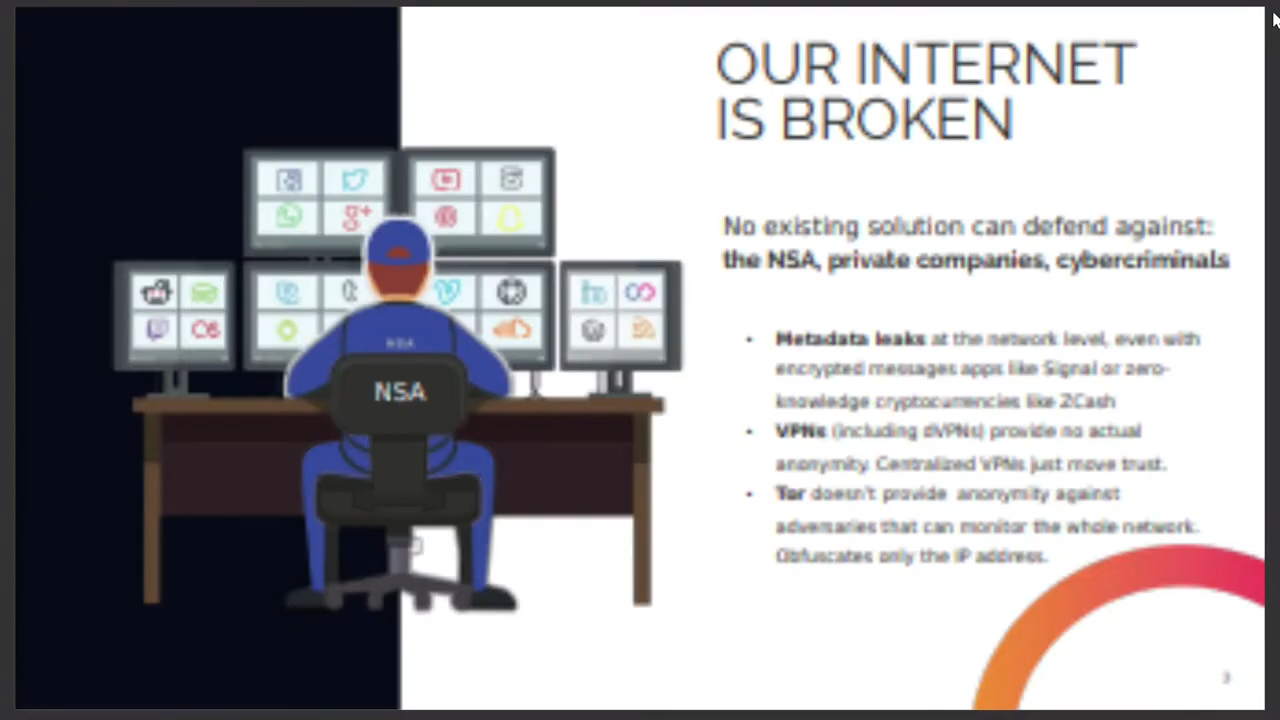 OUR INTERNET
IS BROKEN
No existing solution can defend against:
the NSA, private companies, cybercriminals
• Metadata leaks at the network level, even with
encrypted messages apps like Signal or zero-
knowledge cryptocurrencies like ZCash
• VPNs (including dVPNs) provide no actual
anonymity. Centralized VPNs just move trust.
• Tor doesn't provide anonymity against
adversaries that can monitor the whole network.
Obfuscates only the IP address.
NSA
NSA
3